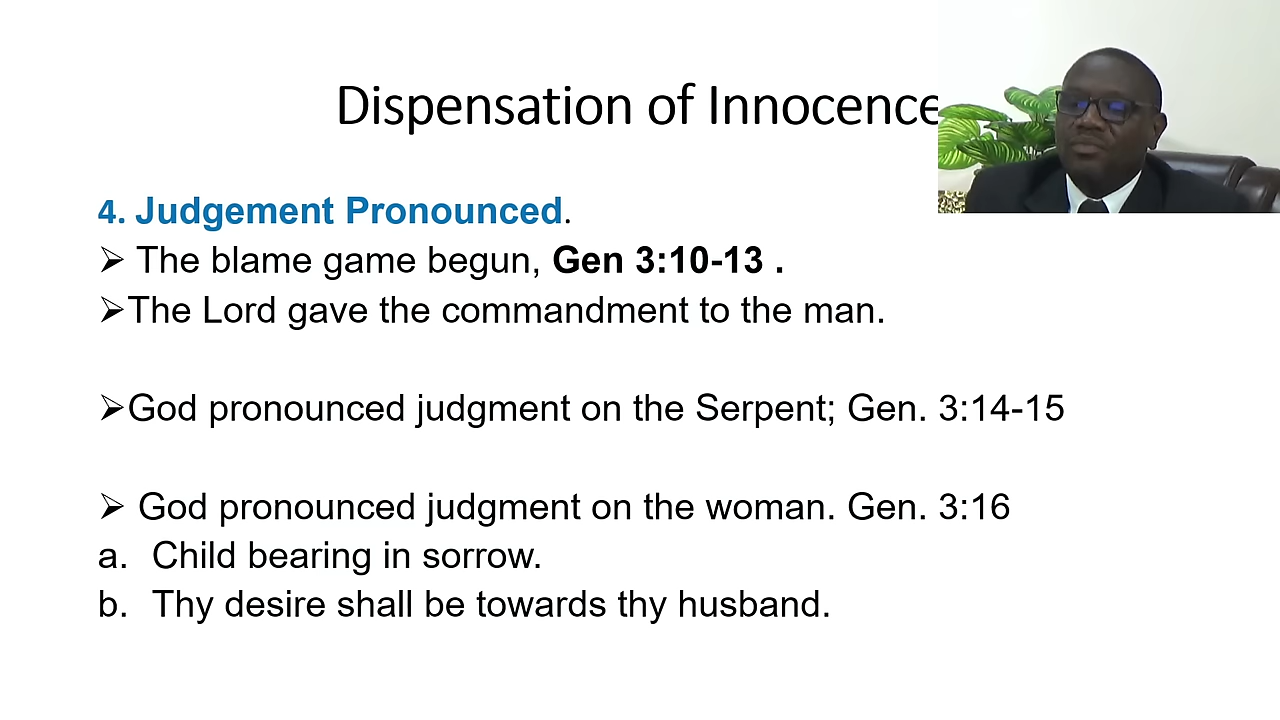 Dispensation of Innocence
4. Judgement Pronounced.
➢ The blame game begun, Gen 3:10-13 .
➢The Lord gave the commandment to the man.
➢God pronounced judgment on the Serpent; Gen. 3:14-15
➢ God pronounced judgment on the woman. Gen. 3:16
a. Child bearing in sorrow.
b. Thy desire shall be towards thy husband.